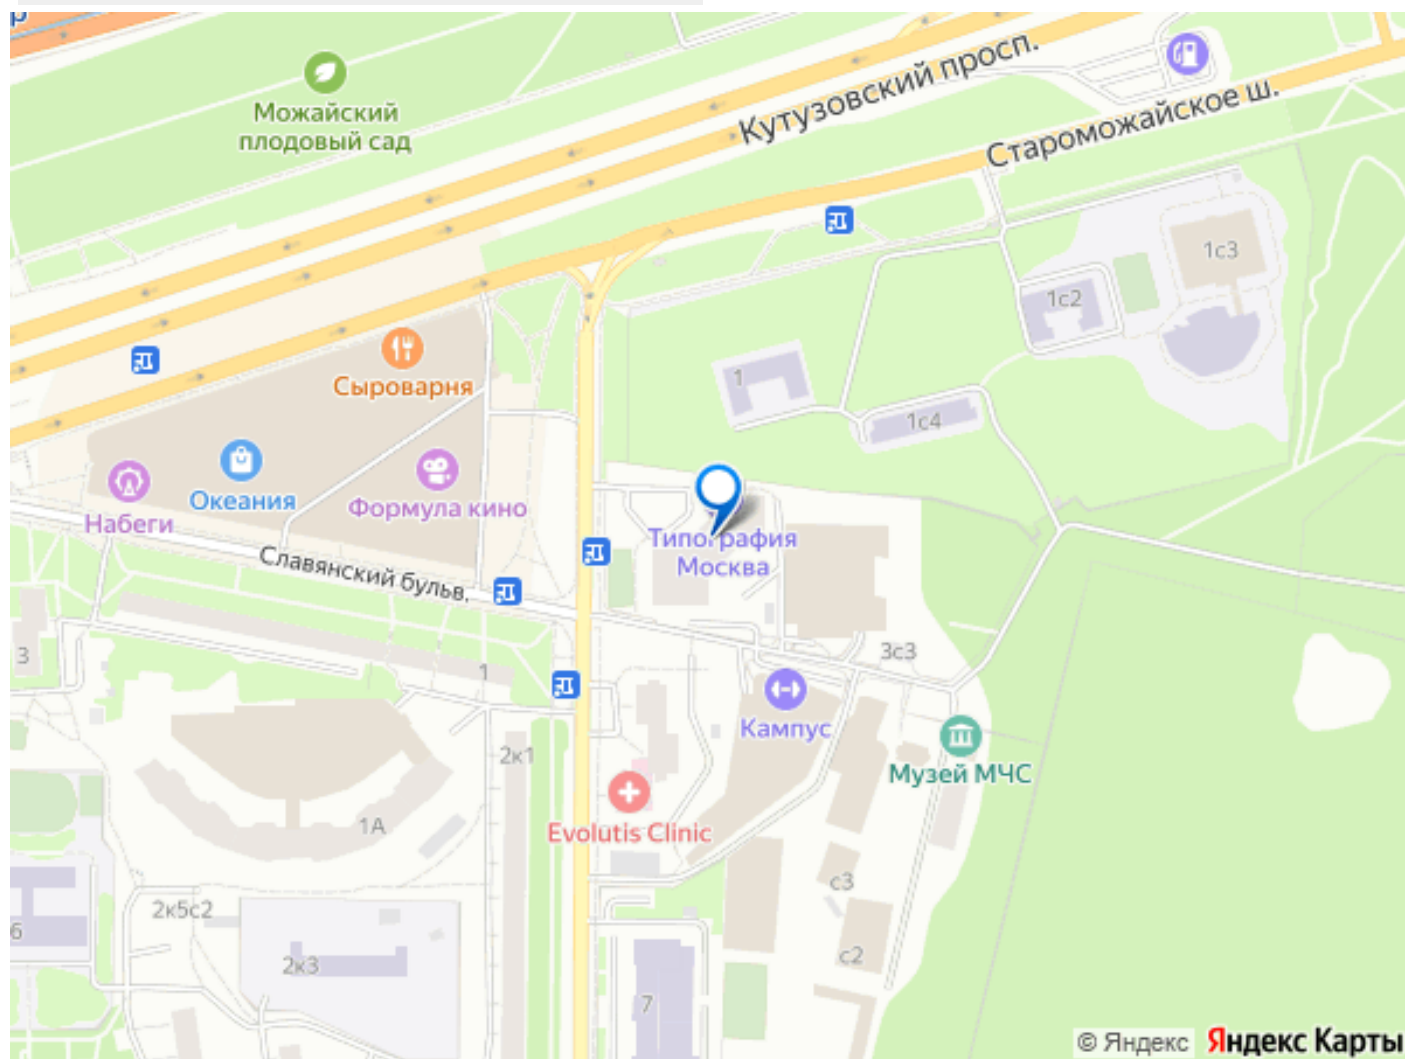 р
Можайский
плодовый сад
Кутузовский просп.
Староможайское ш.
1с3
1с2
Сыроварня
1
1с4
Океания
Набеги
Формула кино
Типография
Москва
Славянский бульв.
3
1
3с3
Кампус
2к1
Музей МЧС
1А
Evolutis Clinic
с3
2к5с2
6
с2
2к3
7
© Яндекс Яндекс Карты